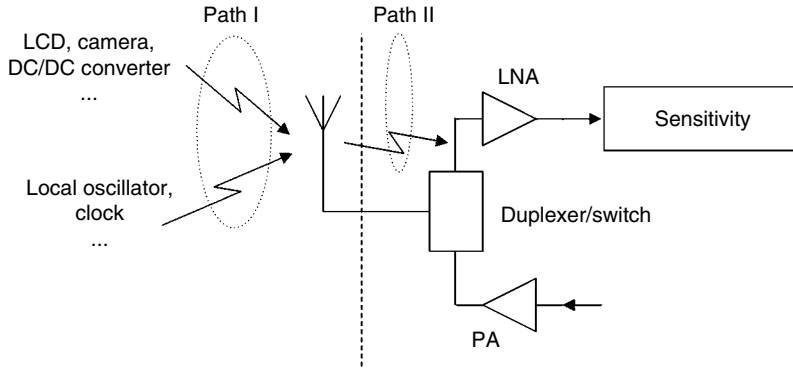 Path I
Path II
LCD, camera,
DC/DC converter
...
LNA
Sensitivity
Local oscillator,
clock
...
Duplexer/switch
PA